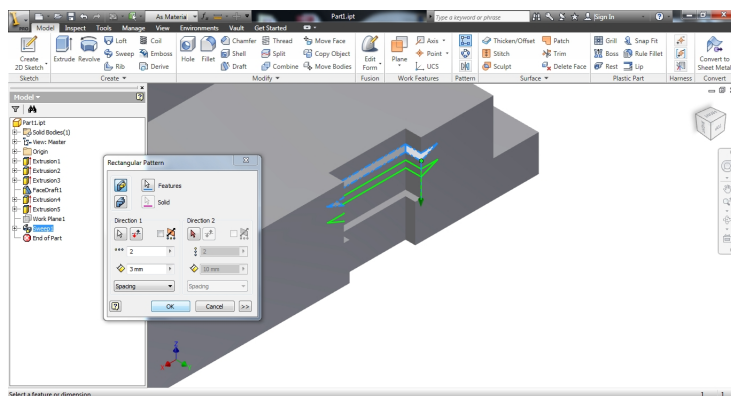 PRO
As Materia
Part1.ipt
Type a keyword or phrase
Sign In
Model Inspect Tools Manage View Environments Vault Get Started
Create
2D Sketch
Extrude Revolve
Loft
Sweep
Rib
Coil
Emboss
Derive
Hole Fillet
Chamfer
Shell
Draft
Thread
Split
Combine
Move Face
Copy Object
Move Bodies
Edit
Form
Plane
Axis
Point
UCS
Thicken/Offset
Stitch
Sculpt
Patch
Trim
Delete Face
Grill
Boss
Rest
Snap Fit
Rule Fillet
Lip
Convert to
Sheet Metal
Sketch Create Modify Fusion Work Features Pattern Surface Plastic Part Harness Convert
Model
Part1.ipt
Solid Bodies(1)
View: Master
Origin
Extrusion1
Extrusion2
Extrusion3
FaceDraft1
Extrusion4
Extrusion5
Work Plane1
Sweep1
End of Part
Rectangular Pattern
Features
Solid
Direction 1 Direction 2
2 2
3 mm 10 mm
Spacing Spacing
OK Cancel >>
Z
Select a feature or dimension
1 1